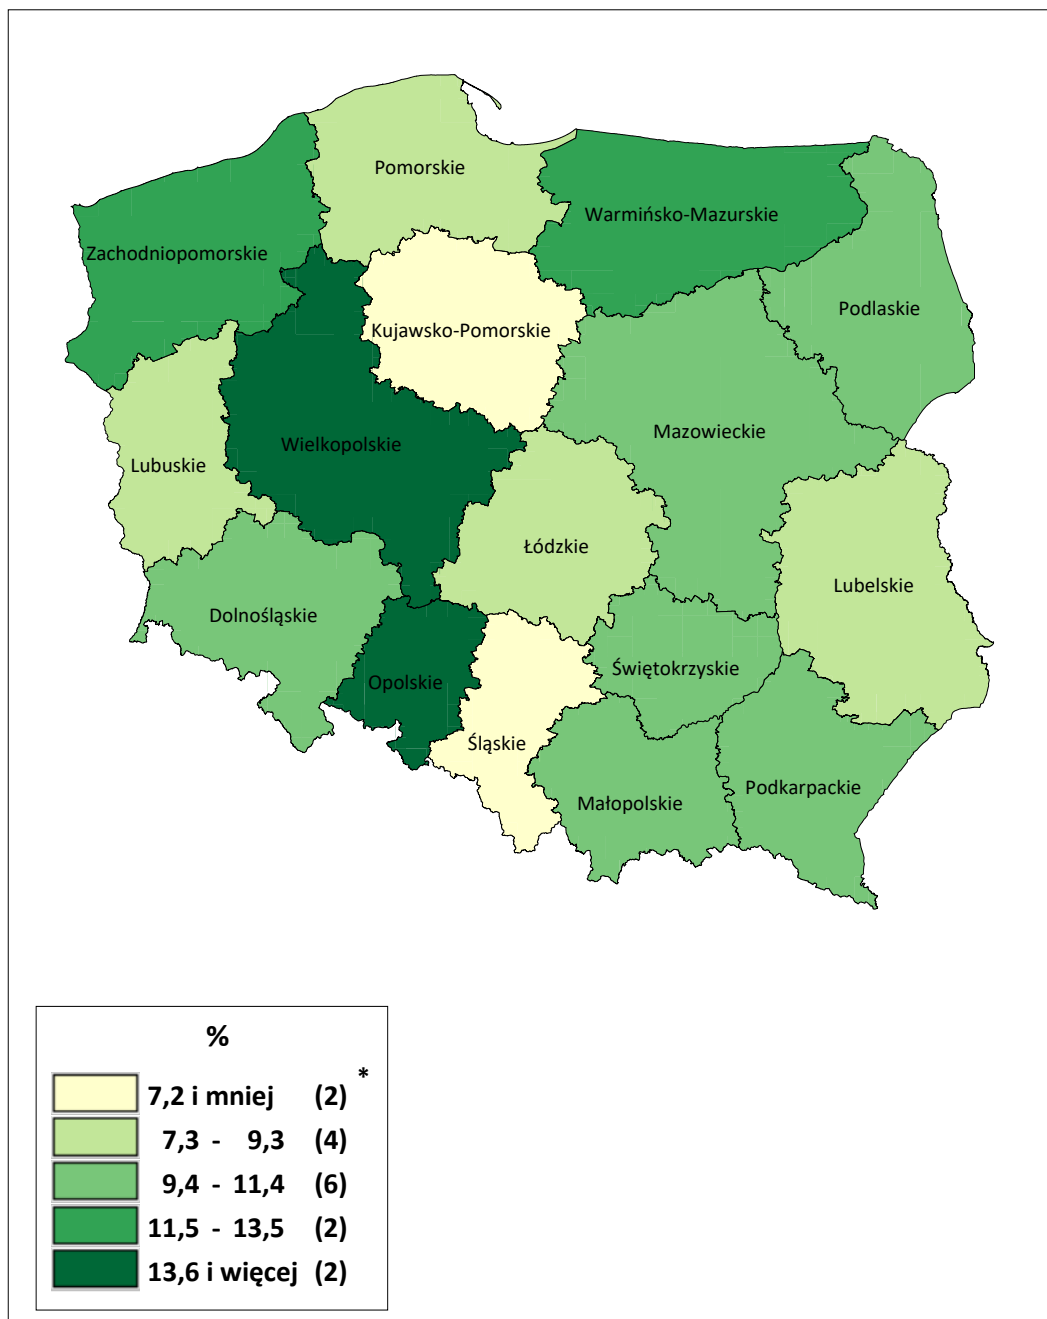 Pomorskie
Warmińsko-Mazurskie
Zachodniopomorskie
Podlaskie
Kujawsko-Pomorskie
Mazowieckie
Wielkopolskie
Lubuskie
Łódzkie
Lubelskie
Dolnośląskie
Świętokrzyskie
Opolskie
Śląskie
Podkarpackie
Małopolskie
%
7,2 i mniej (2) *
7,3 - 9,3 (4)
9,4 - 11,4 (6)
11,5 - 13,5 (2)
13,6 i więcej (2)